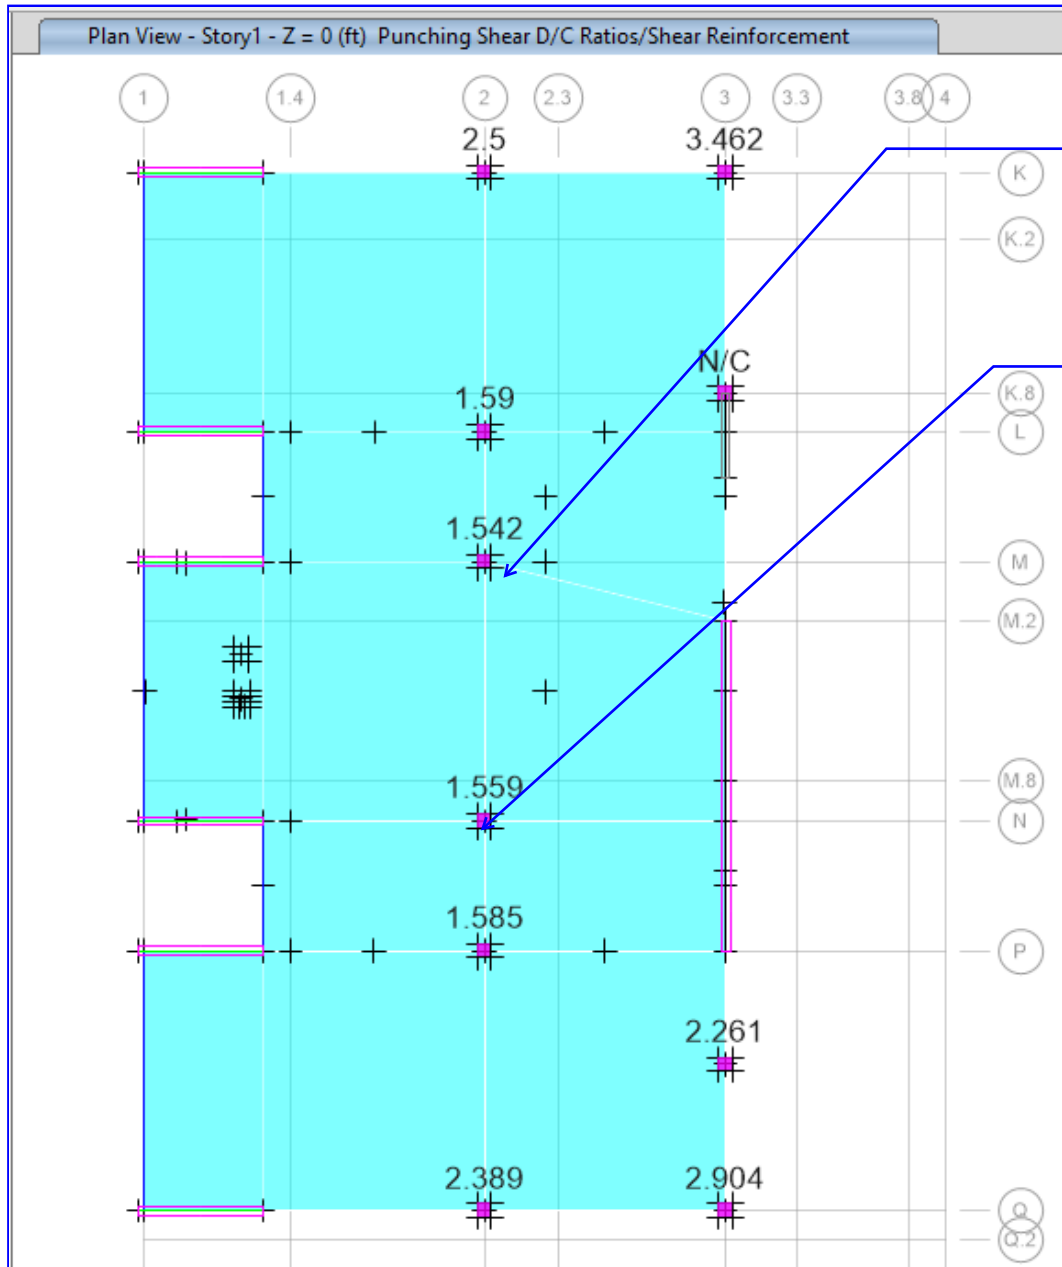 Plan View - Story1 - Z = 0 (ft) Punching Shear D/C Ratios/Shear Reinforcement
1 1.4 2 2.3 3 3.3 3.8 4
2.5 3.462
K
K.2
N/C
1.59 K.8
L
1.542
M
M.2
1.559 M.8
N
1.585
P
2.261
2.389 2.904
Q
Q.2